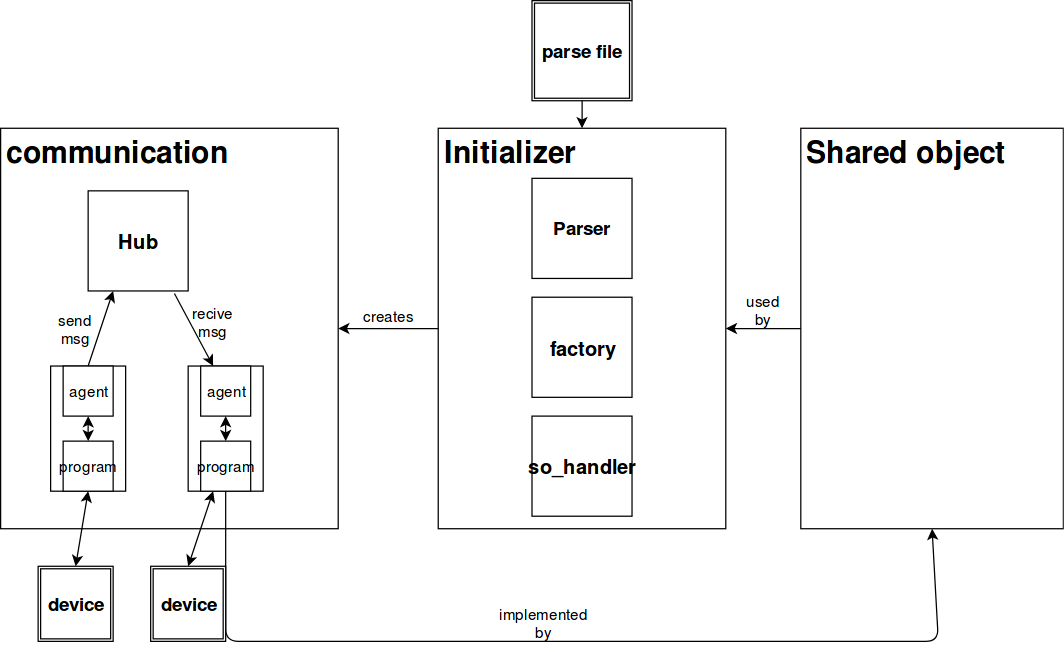 parse file
communication
Initializer
Shared object
Hub
Parser
send
msg
recive
msg
creates
used
by
factory
agent
agent
program
program
so_handler
device
device
implemented
by